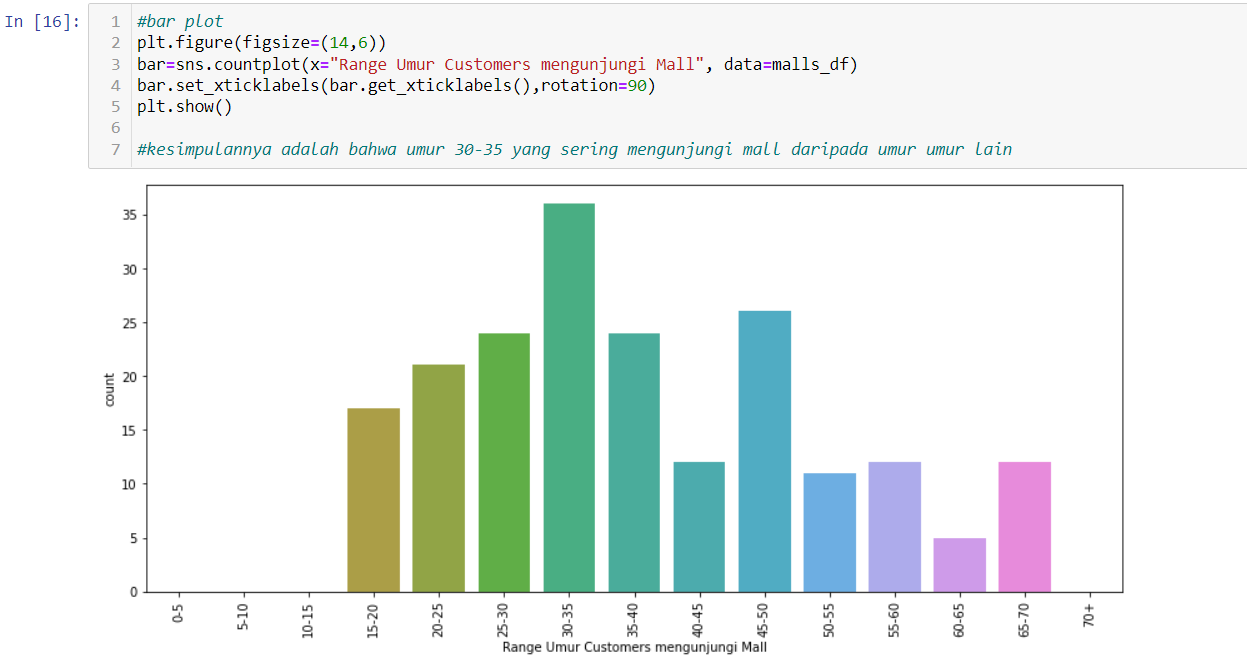 In [16]:
1 #bar plot
2 plt.figure(figsize=(14,6))
3 bar=sns.countplot(x="Range Umur Customers mengunjungi Mall", data=malls_df)
4 bar.set_xticklabels(bar.get_xticklabels(),rotation=90)
5 plt.show()
6
7 #kesimpulannya adalah bahwa umur 30-35 yang sering mengunjungi mall daripada umur umur lain
35
30
25
20
15
10
5
0
count
0-5
5-10
10-15
15-20
20-25
25-30
30-35
35-40
40-45
45-50
50-55
55-60
60-65
65-70
70+
Range Umur Customers mengunjungi Mall